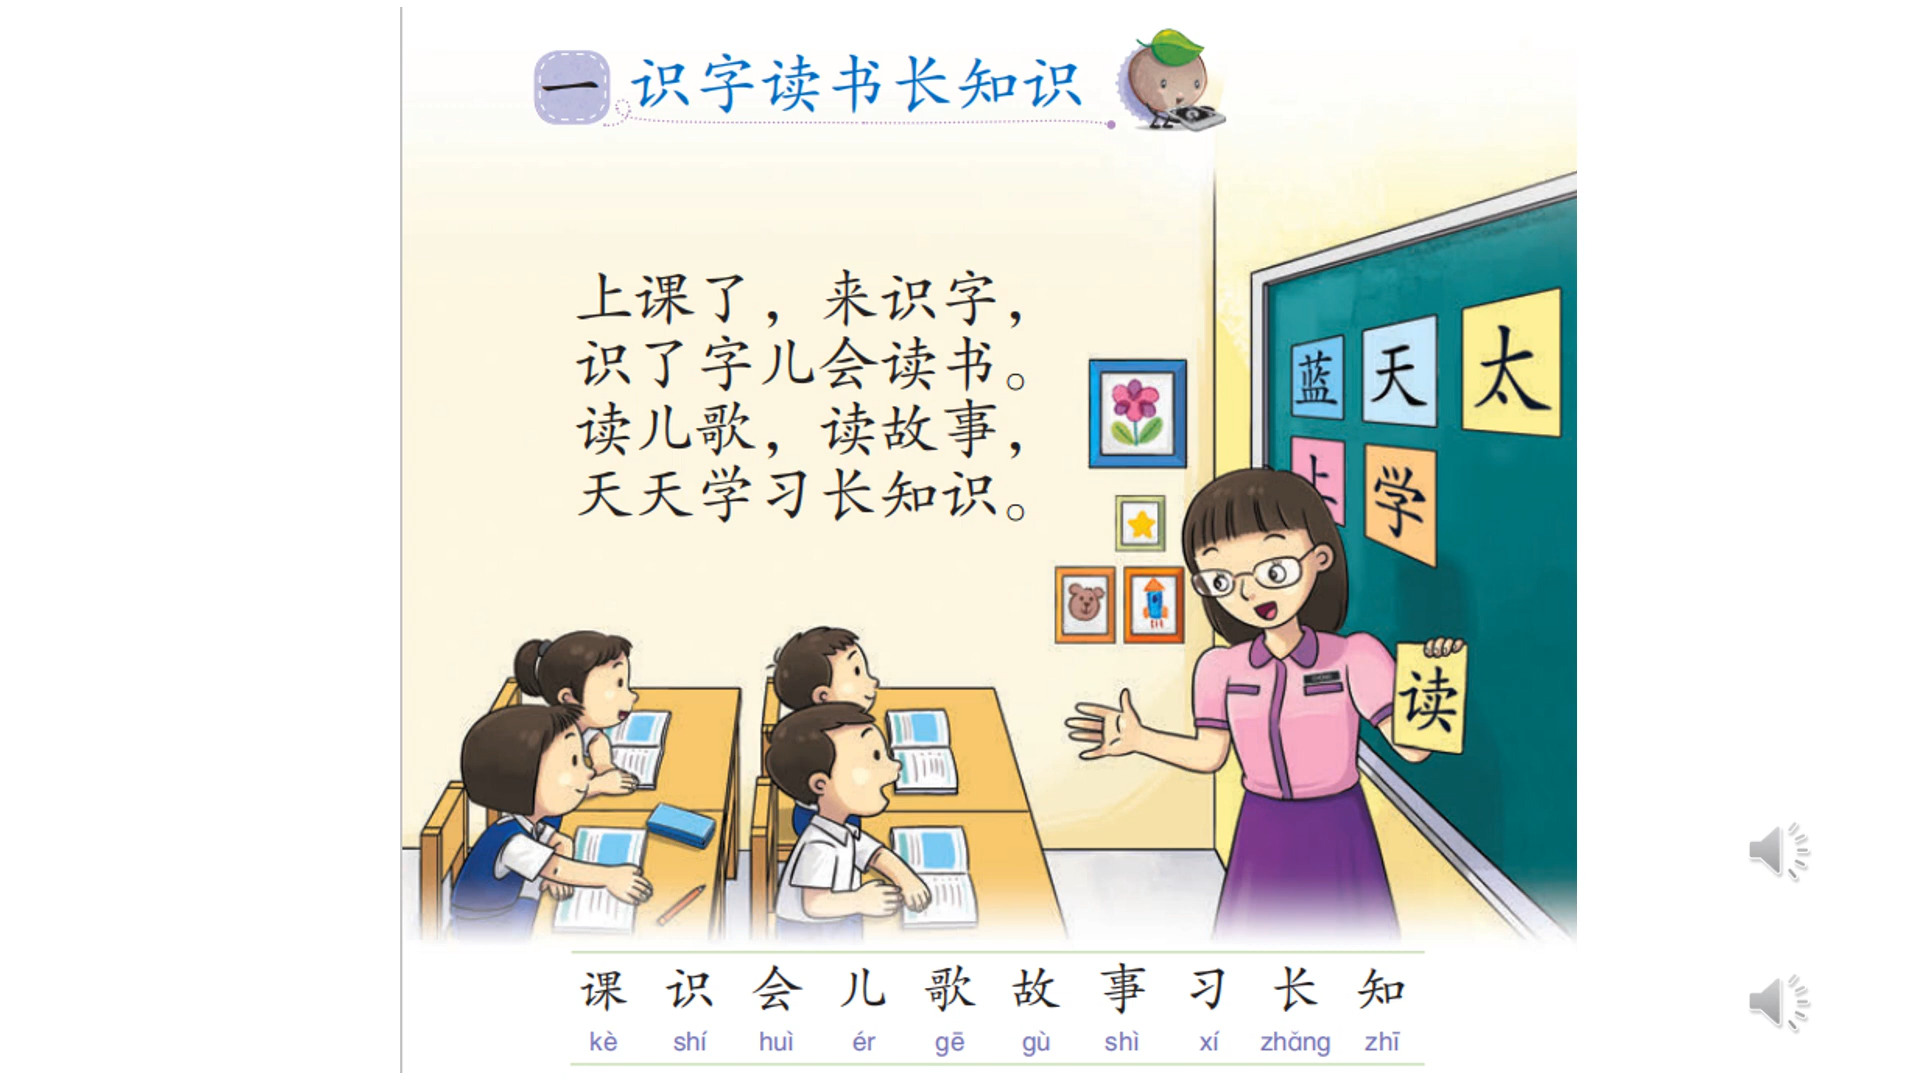 一 识字读书长知识
上课了，来识字，
识了字儿会读书。
读儿歌，读故事，
天天学习长知识。
蓝 天 太
上 学
读
课 识 会 儿 歌 故 事 习 长 知
kè shí huì ér gē gù shì xí zhǎng zhī